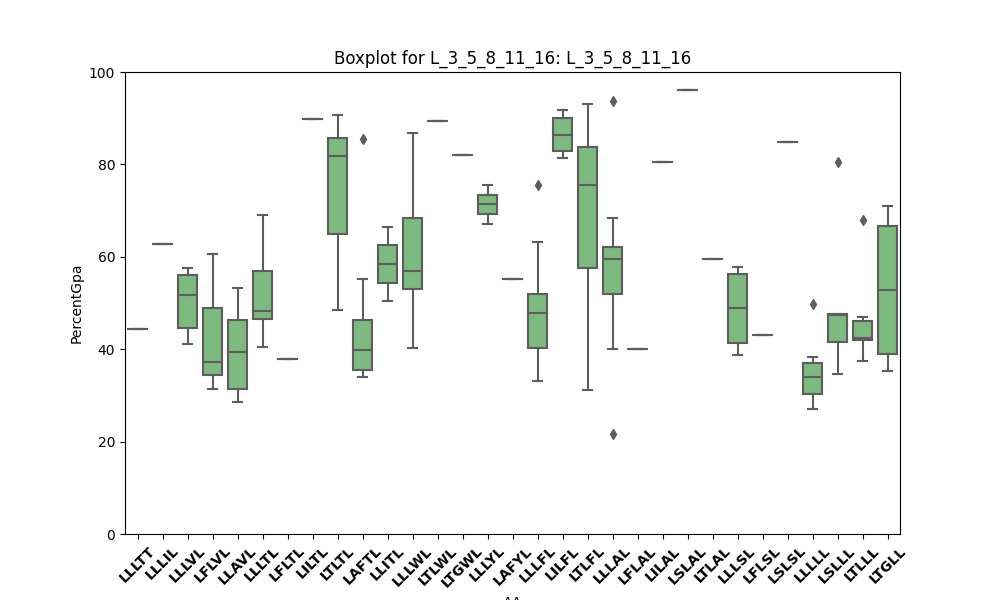 Boxplot for L_3_5_8_11_16: L_3_5_8_11_16
100
80
60
40
20
0
PercentGpa
LLLTT LLLIL LLLVL LFLVL LLAVL LLLTL LFLTL LILTL LTLTL LAFTL LLITL LLLWL LTLWL LTGWL LLLYL LAFYL LLLFL LILFL LTLFL LLLAL LFLAL LILAL LSLAL LTLAL LLLSL LFLSL LSLSL LLLLL LSLLL LTLLL LTGLL